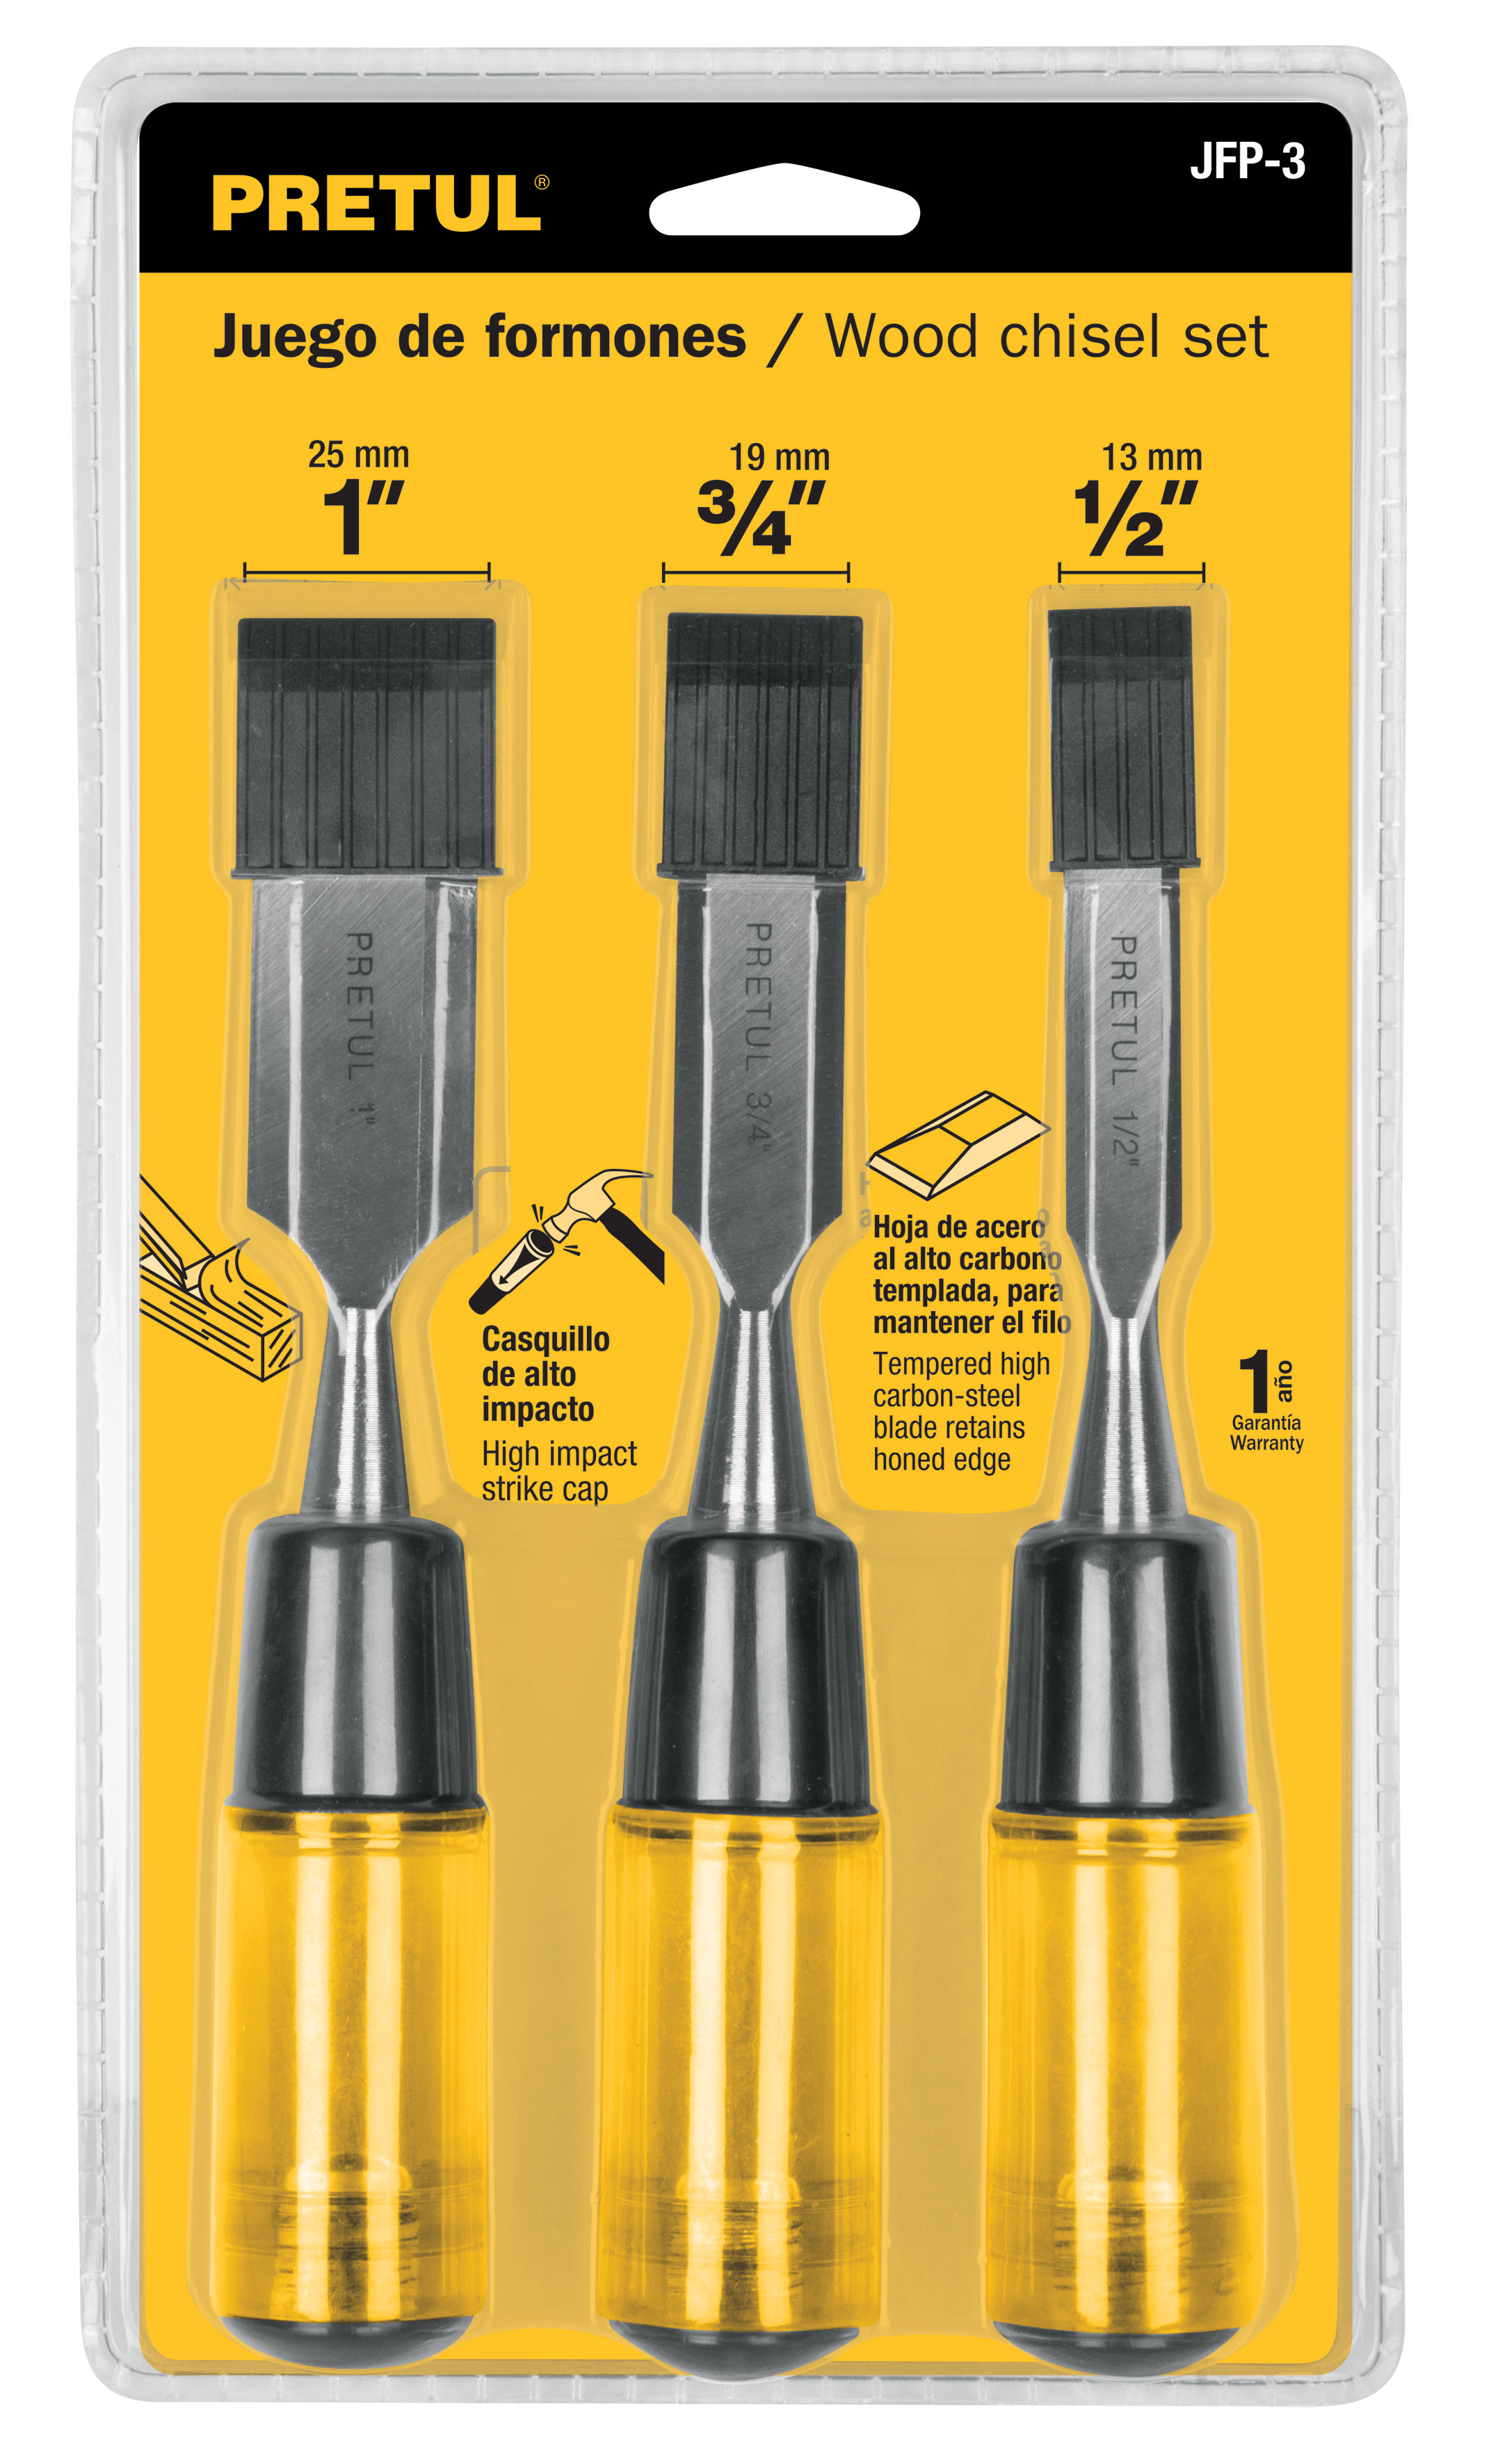 PRETUL®
JFP-3
Juego de formones / Wood chisel set
25 mm
1"
19 mm
3/4"
13 mm
1/2"
PRETUL 1"
PRETUL 3/4"
PRETUL 1/2"
Casquillo
de alto
impacto
High impact
strike cap
Hoja de acero
al alto carbono
templada, para
mantener el filo
Tempered high
carbon-steel
blade retains
honed edge
1 año
Garantía
Warranty